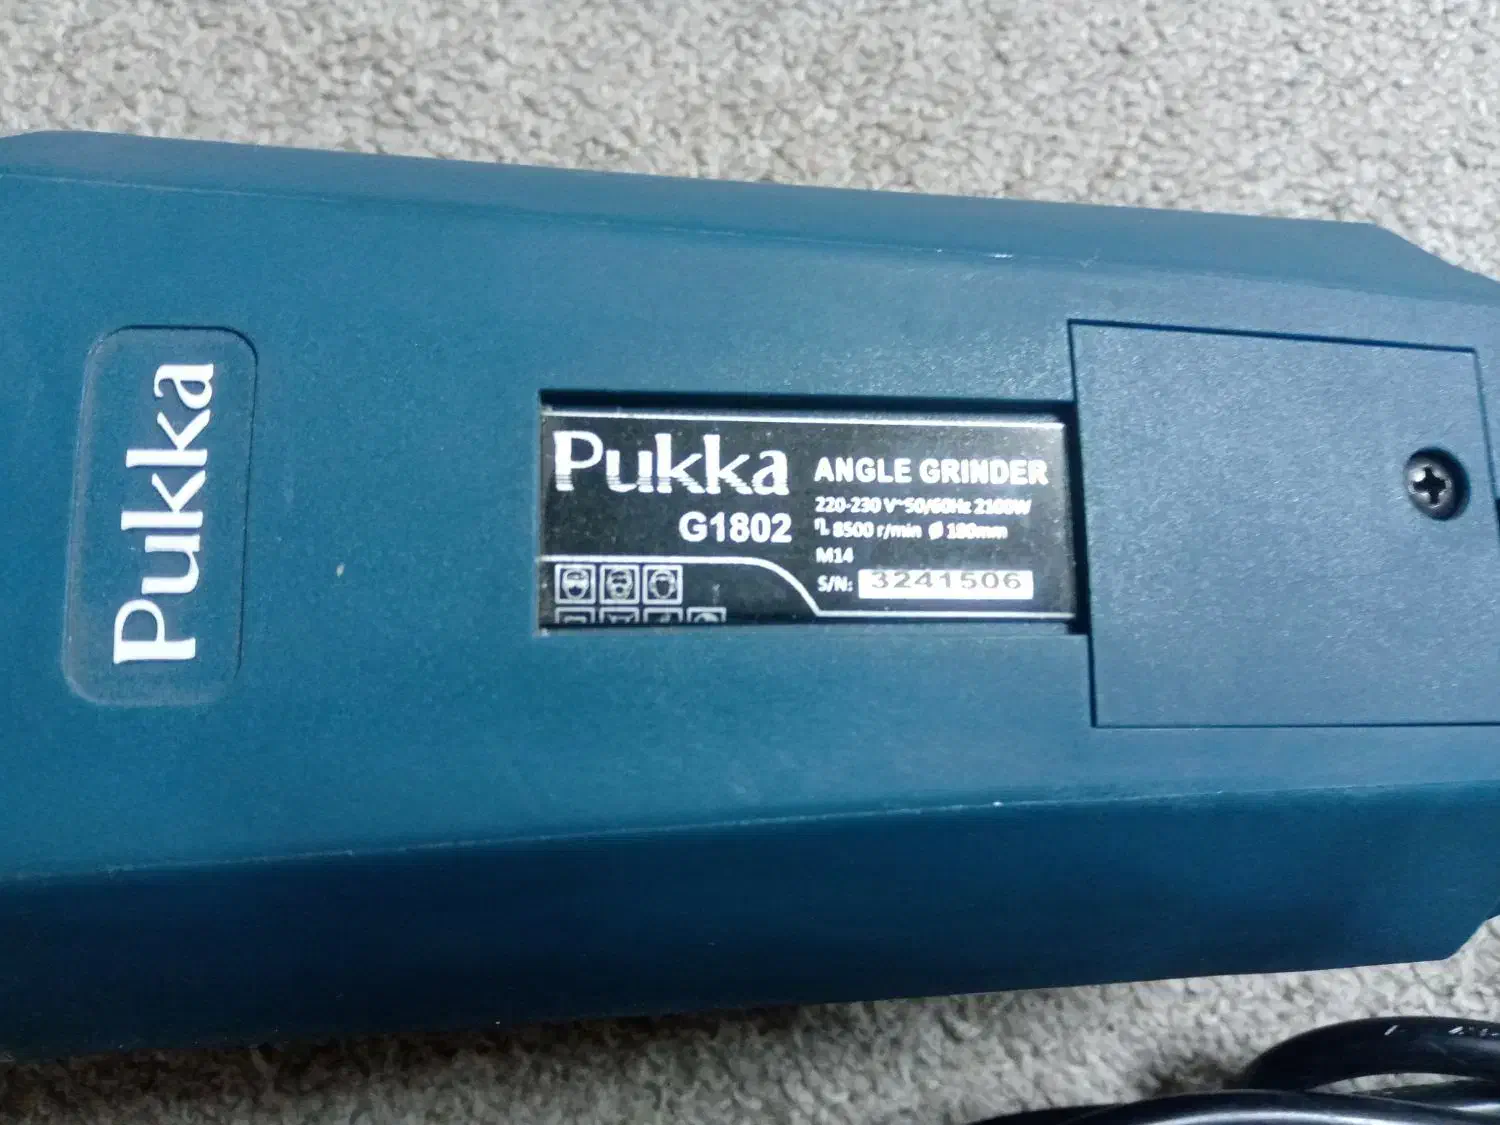 Pukka
Pukka
G1802
ANGLE GRINDER
220-230 V~50/60Hz 2100W
η 8500 r/min Ø 180mm
M14
S/N: 3241506